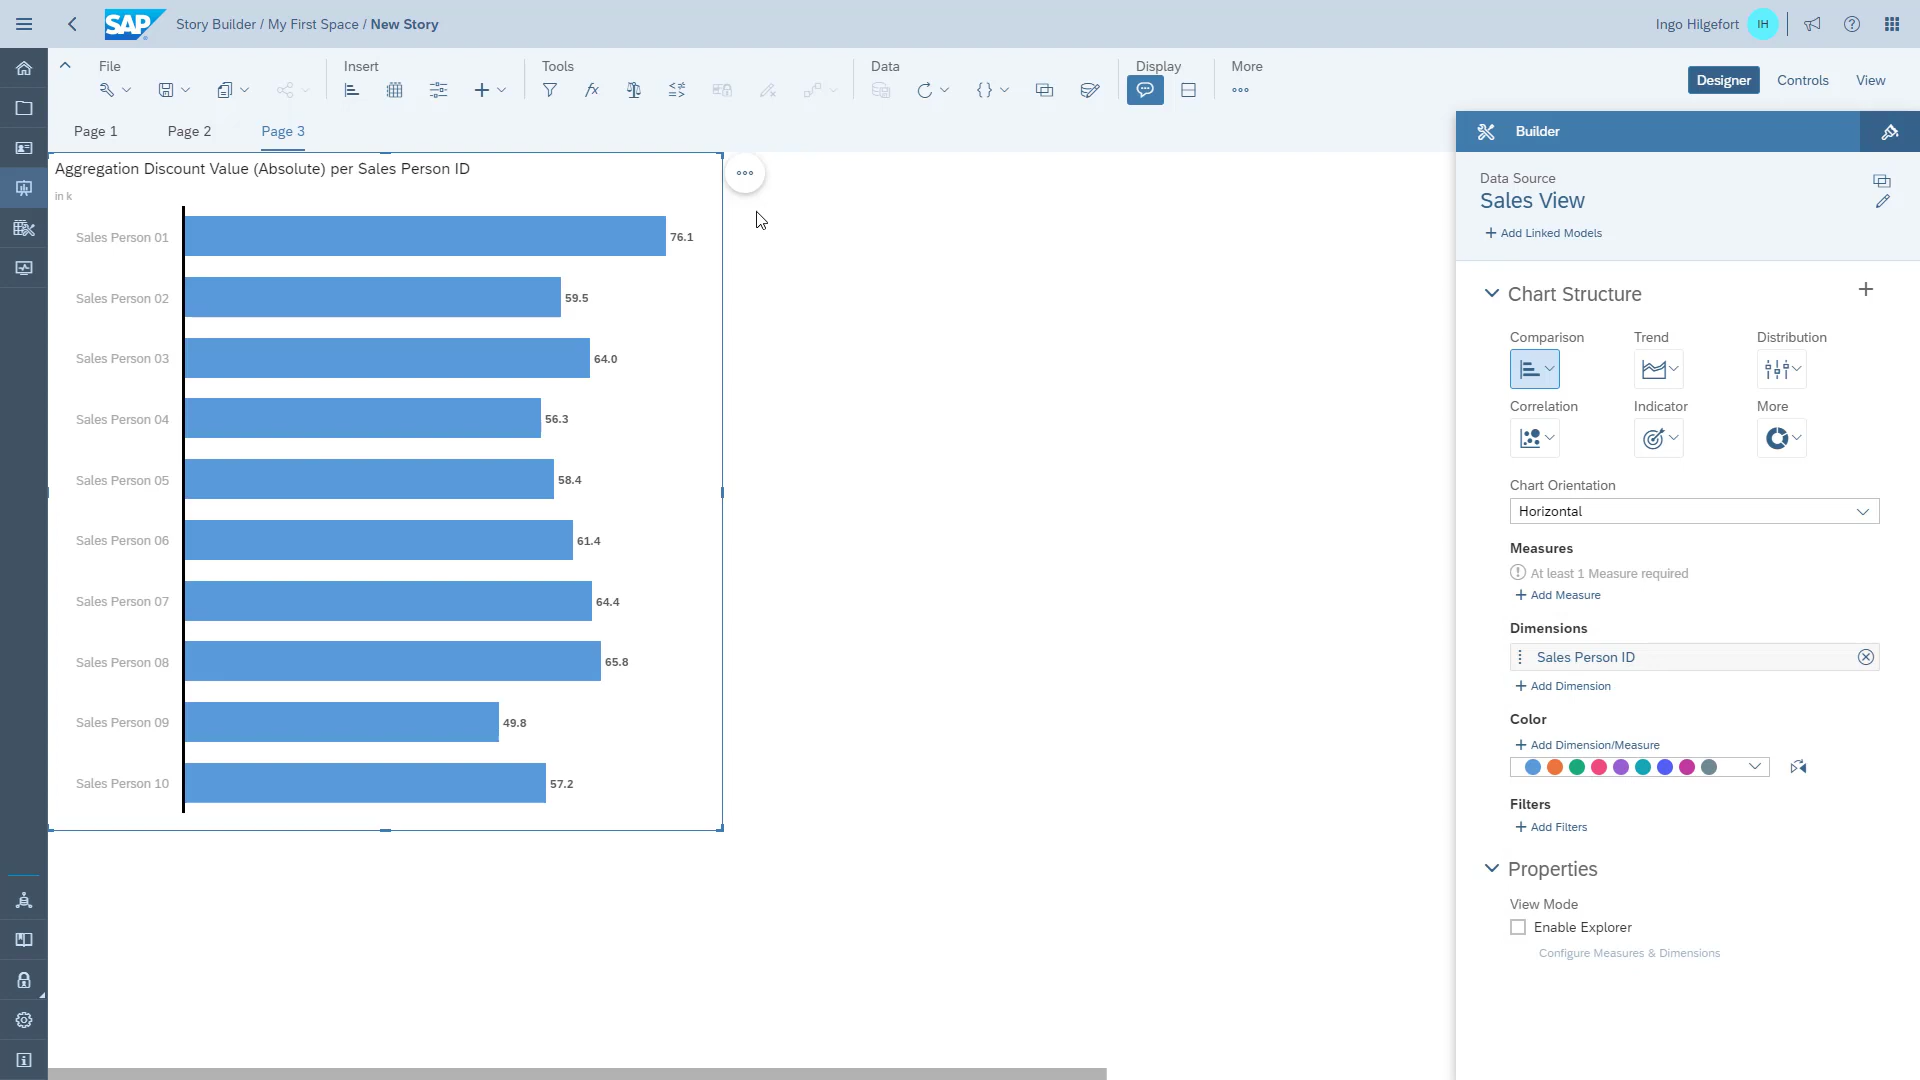 SAP
Story Builder / My First Space / New Story
Ingo Hilgefort
IH
File
Insert
Tools
Data
Display
More
Designer
Controls
View
Page 1
Page 2
Page 3
Builder
Aggregation Discount Value (Absolute) per Sales Person ID
in k
Sales Person 01
76.1
Sales Person 02
59.5
Sales Person 03
64.0
Sales Person 04
56.3
Sales Person 05
58.4
Sales Person 06
61.4
Sales Person 07
64.4
Sales Person 08
65.8
Sales Person 09
49.8
Sales Person 10
57.2
Data Source
Sales View
+ Add Linked Models
Chart Structure
Comparison
Trend
Distribution
Correlation
Indicator
More
Chart Orientation
Horizontal
Measures
At least 1 Measure required
+ Add Measure
Dimensions
Sales Person ID
+ Add Dimension
Color
+ Add Dimension/Measure
Filters
+ Add Filters
Properties
View Mode
Enable Explorer
Configure Measures & Dimensions